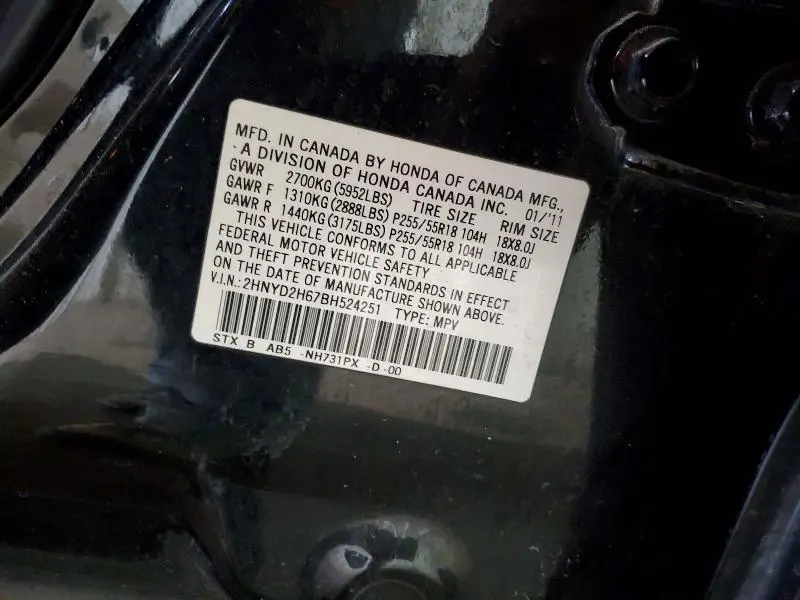 MFD. IN CANADA BY HONDA OF CANADA MFG.,
A DIVISION OF HONDA CANADA INC. 01/'11
GVWR 2700KG(5952LBS) TIRE SIZE RIM SIZE
GAWR F 1310KG(2888LBS) P255/55R18 104H 18X8.0J
GAWR R 1440KG(3175LBS) P255/55R18 104H 18X8.0J
THIS VEHICLE CONFORMS TO ALL APPLICABLE
FEDERAL MOTOR VEHICLE SAFETY
AND THEFT PREVENTION STANDARDS IN EFFECT
ON THE DATE OF MANUFACTURE SHOWN ABOVE.
V.I.N.: 2HNYD2H67BH524251 TYPE: MPV
STX B AB5 -NH731PX -D-00